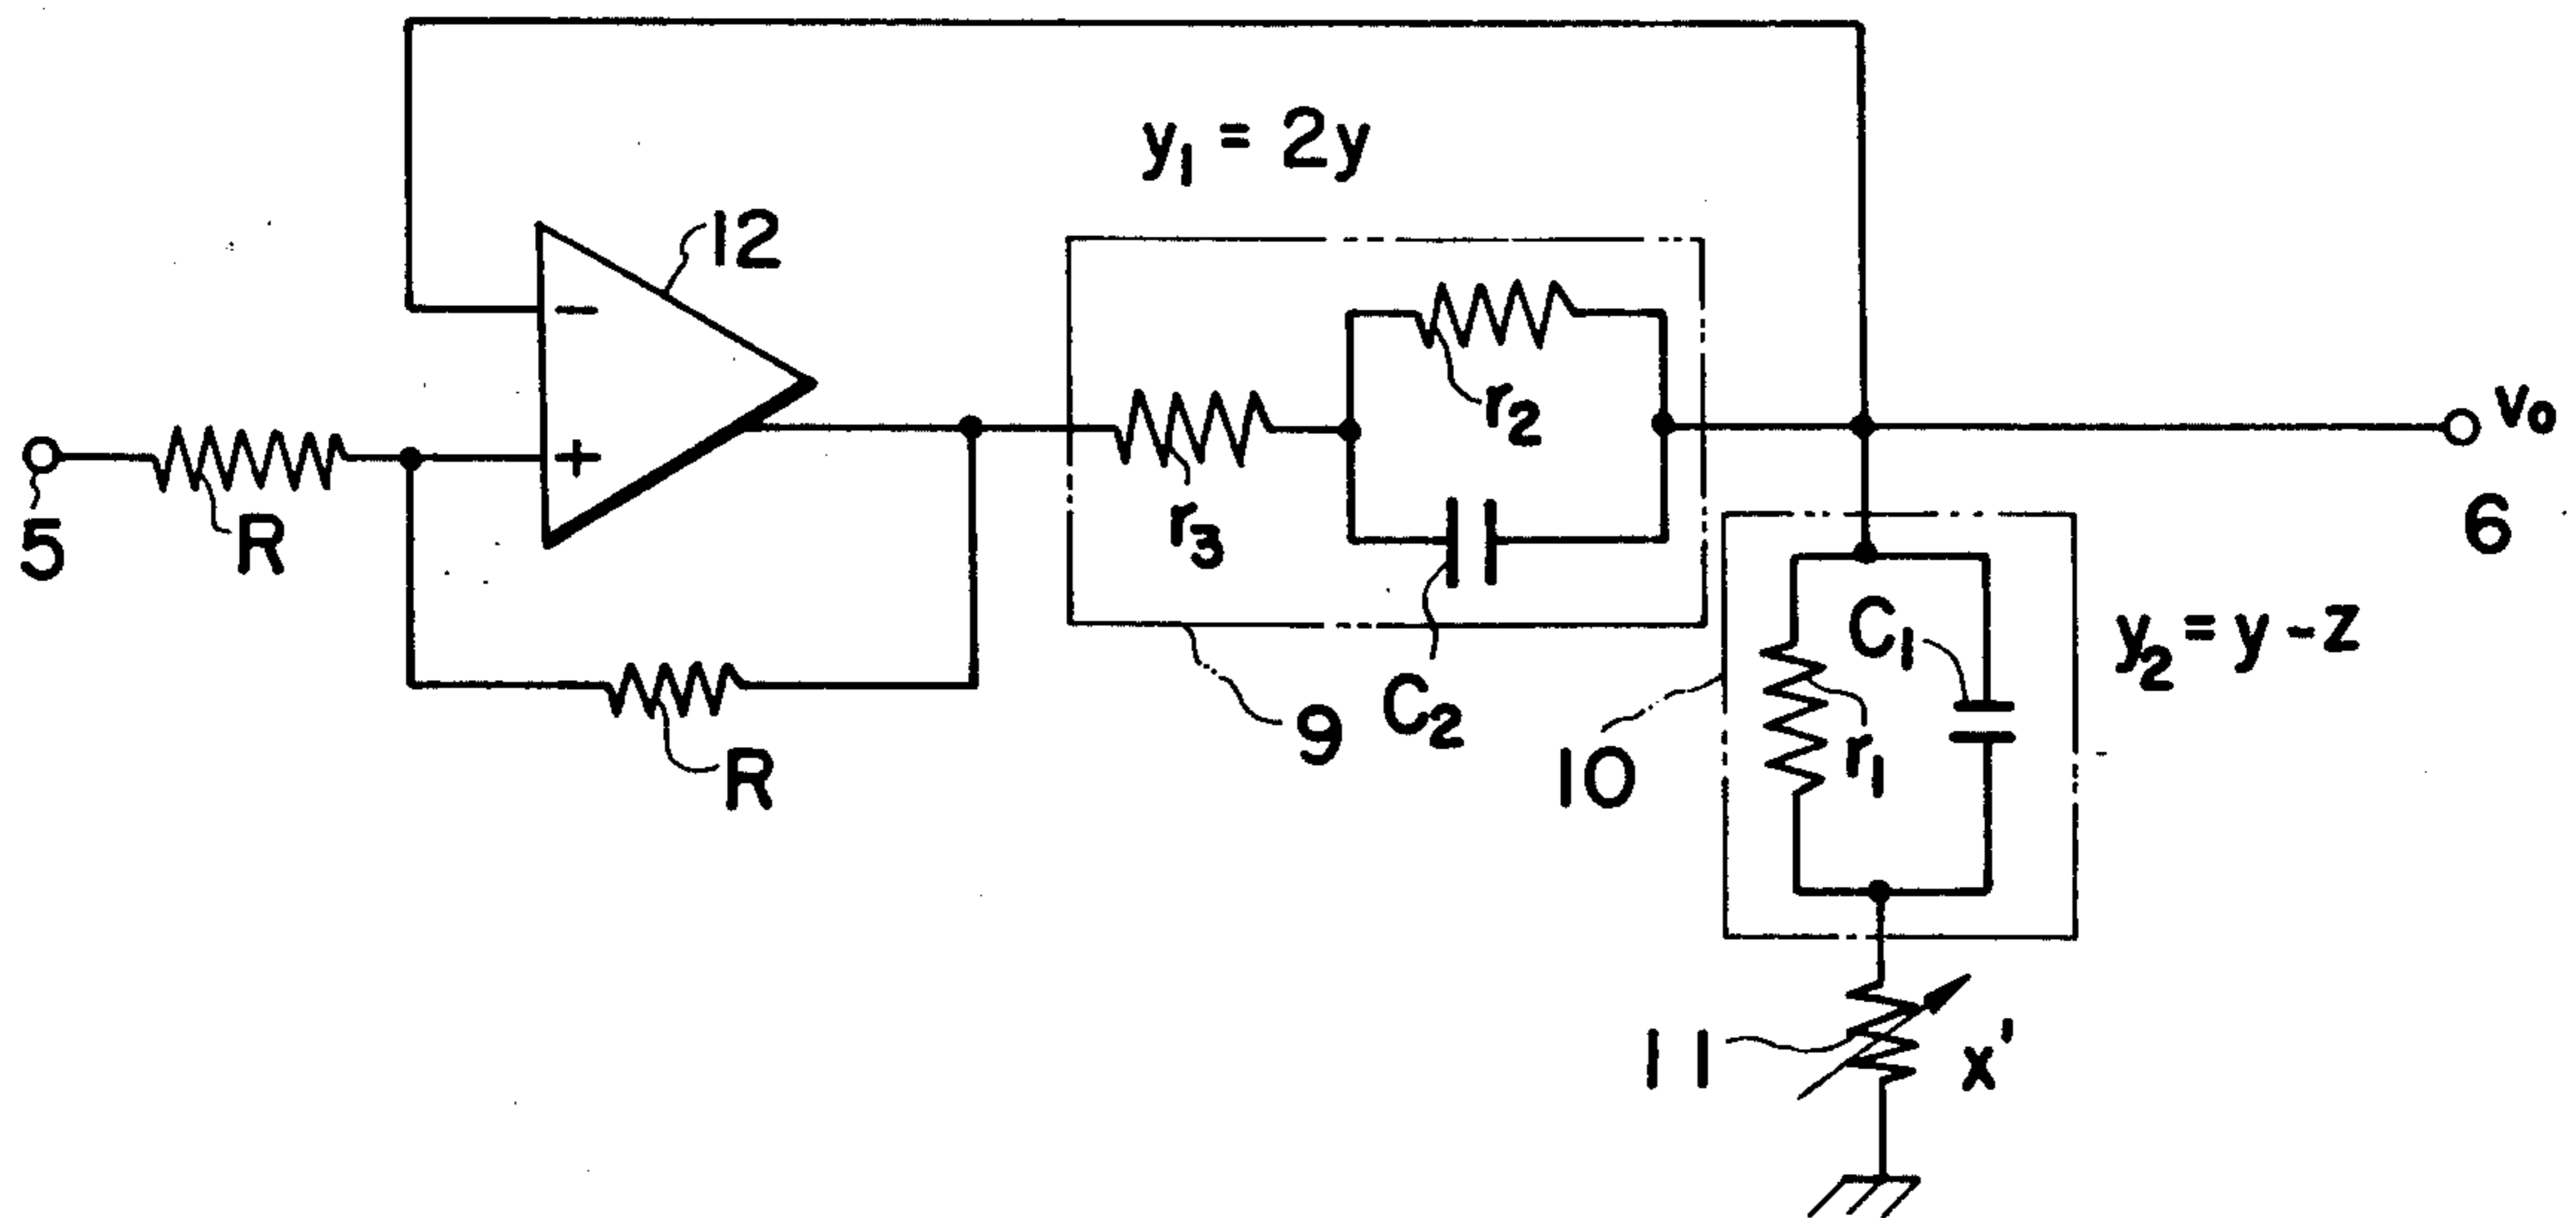 y₁ = 2y
12
−
+
5
R
R
r₃
r₂
C₂
9
v₀
6
y₂ = y - z
C₁
r₁
10
11
x'